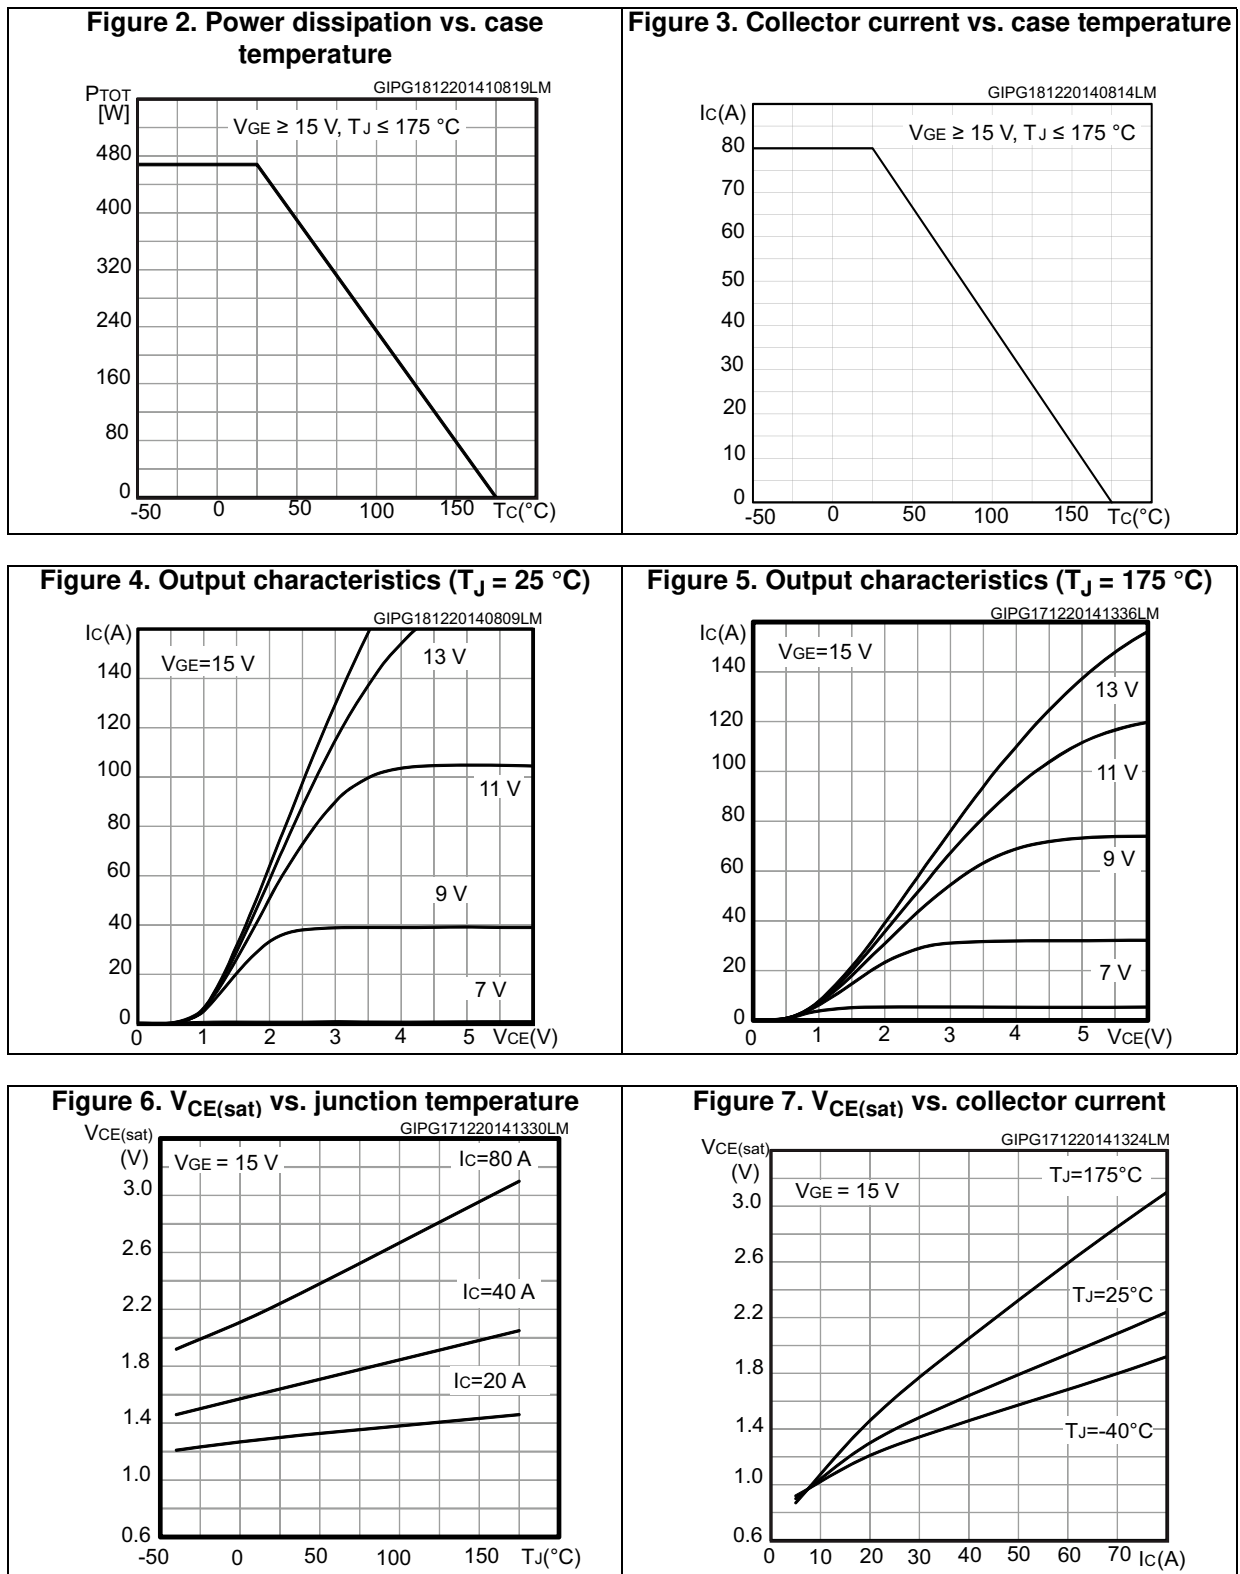 Figure 2. Power dissipation vs. case
temperature
GIPG1812201410819LM
PTOT
[W]
VGE ≥ 15 V, TJ ≤ 175 °C
480
400
320
240
160
80
0
-50 0 50 100 150 TC(°C)
Figure 3. Collector current vs. case temperature
GIPG181220140814LM
IC(A)
VGE ≥ 15 V, TJ ≤ 175 °C
80
70
60
50
40
30
20
10
0
-50 0 50 100 150 TC(°C)
Figure 4. Output characteristics (TJ = 25 °C)
GIPG181220140809LM
IC(A)
VGE=15 V
13 V
140
120
100
11 V
80
60
9 V
40
20
7 V
0
0 1 2 3 4 5 VCE(V)
Figure 5. Output characteristics (TJ = 175 °C)
GIPG171220141336LM
IC(A)
VGE=15 V
140
13 V
120
100
11 V
80
60
9 V
40
20
7 V
0
0 1 2 3 4 5 VCE(V)
Figure 6. VCE(sat) vs. junction temperature
GIPG171220141330LM
VCE(sat)
(V)
VGE = 15 V
IC=80 A
3.0
2.6
IC=40 A
2.2
1.8
IC=20 A
1.4
1.0
0.6
-50 0 50 100 150 TJ(°C)
Figure 7. VCE(sat) vs. collector current
GIPG171220141324LM
VCE(sat)
(V)
TJ=175°C
VGE = 15 V
3.0
2.6
TJ=25°C
2.2
1.8
1.4
TJ=-40°C
1.0
0.6
0 10 20 30 40 50 60 70 IC(A)